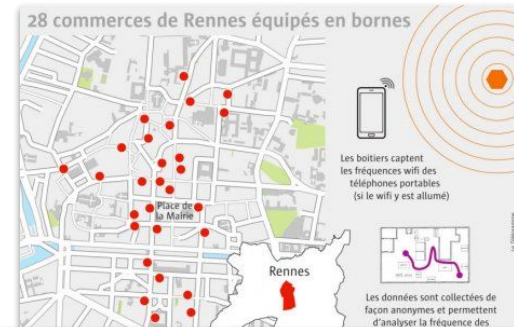 28 commerces de Rennes équipés en bornes
Les boitiers captent
les fréquences wifi des
téléphones portables
(si le wifi y est allumé)
Place de
la Mairie
Rennes
Les données sont collectées de
façon anonymes et permettent
d'analyser la fréquence des